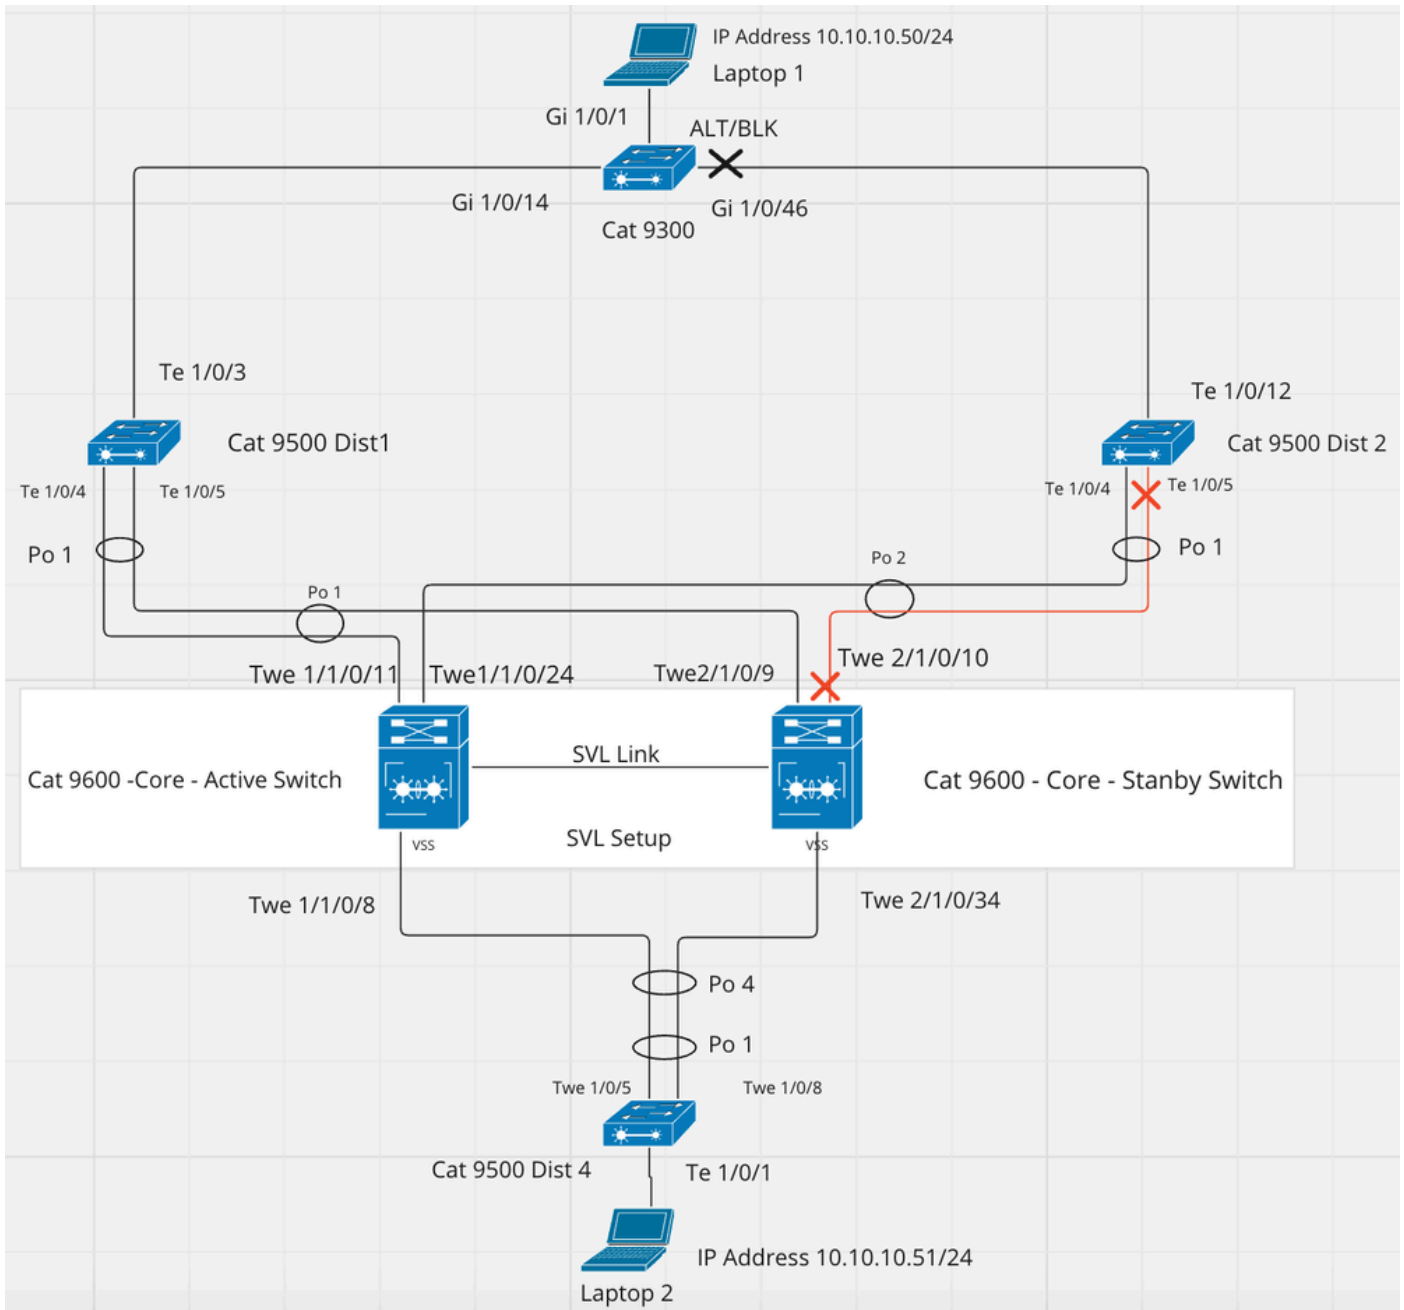 IP Address 10.10.10.50/24
Laptop 1
Gi 1/0/1
ALT/BLK
Gi 1/0/14
Gi 1/0/46
Cat 9300
Te 1/0/3
Te 1/0/12
Cat 9500 Dist1
Cat 9500 Dist 2
Te 1/0/4
Te 1/0/5
Te 1/0/4
Te 1/0/5
Po 1
Po 1
Po 2
Po 1
Twe 1/1/0/11
Twe1/1/0/24
Twe2/1/0/9
Twe 2/1/0/10
SVL Link
Cat 9600 -Core - Active Switch
Cat 9600 - Core - Stanby Switch
SVL Setup
VSS
VSS
Twe 1/1/0/8
Twe 2/1/0/34
Po 4
Po 1
Twe 1/0/5
Twe 1/0/8
Cat 9500 Dist 4
Te 1/0/1
IP Address 10.10.10.51/24
Laptop 2